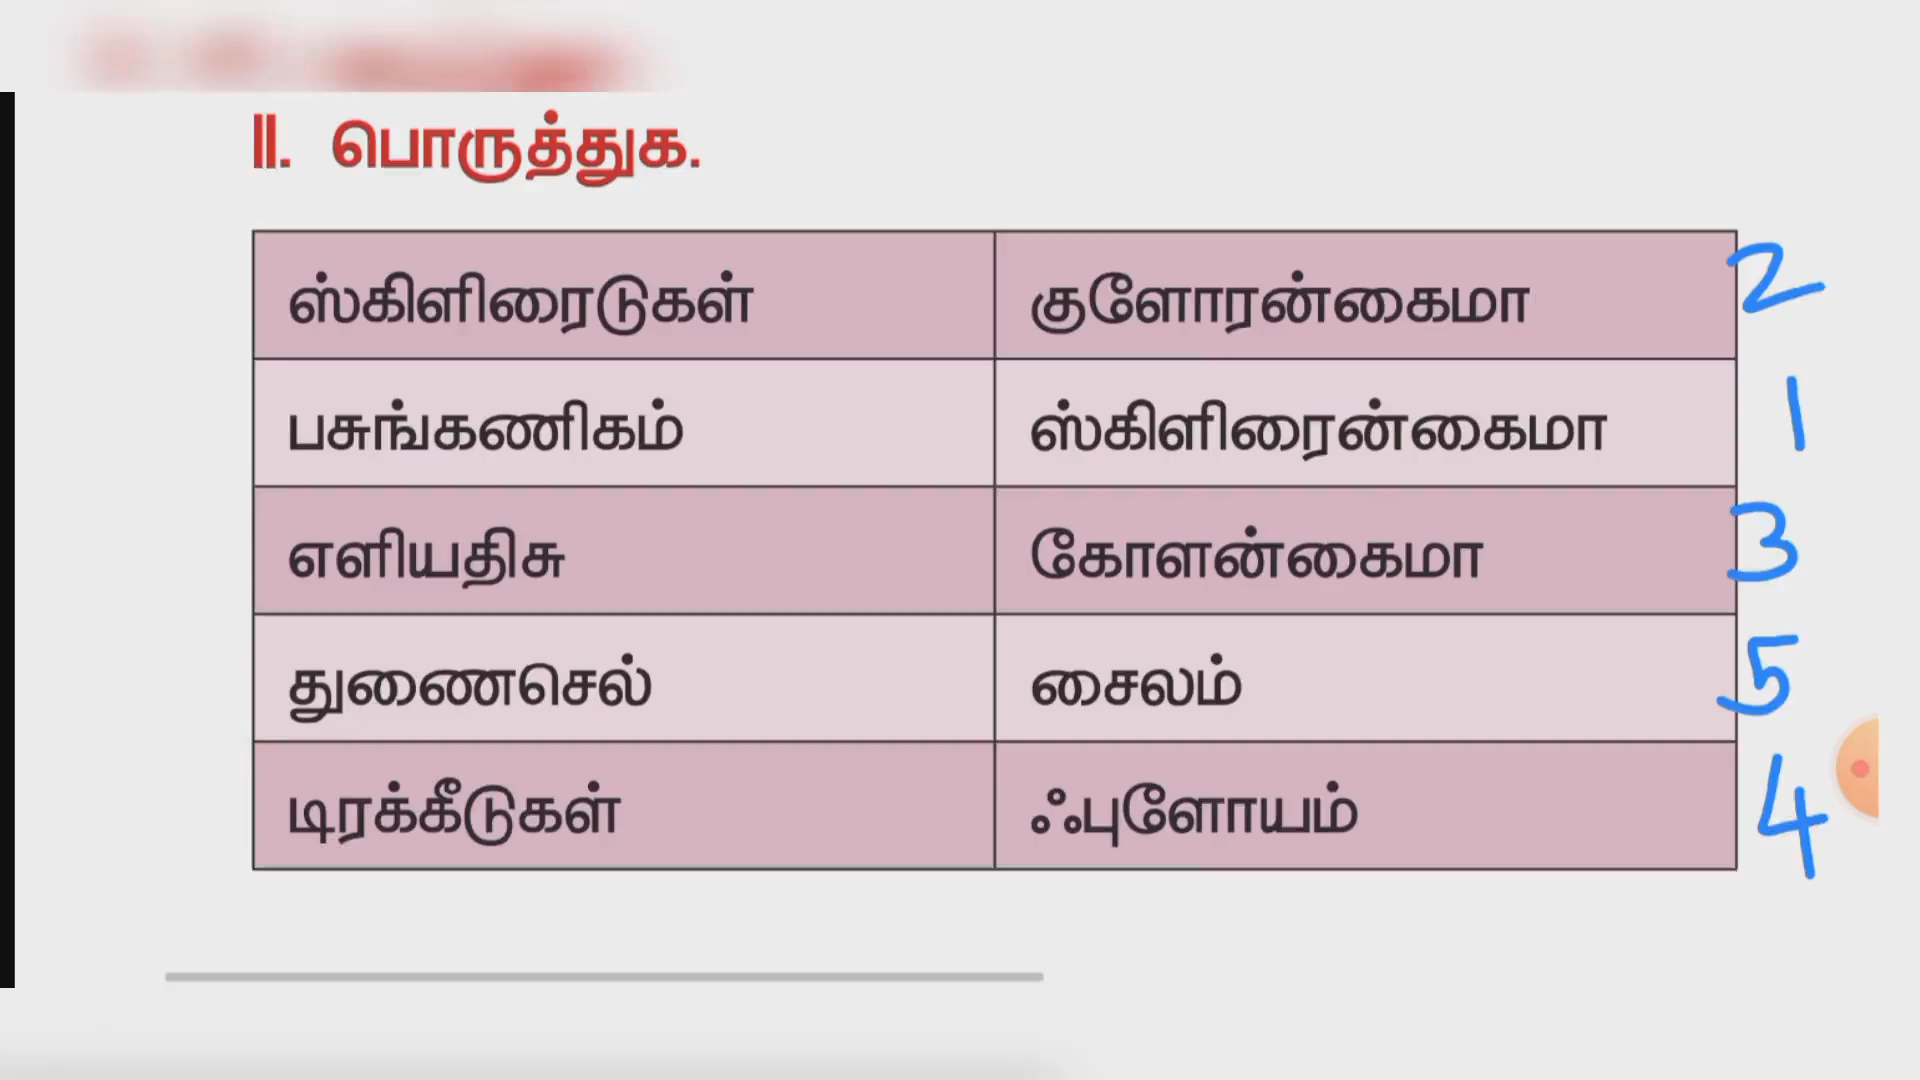 II. பொருத்துக.
ஸ்கிளிரைடுகள் குளோரன்கைமா 2
பசுங்கணிகம் ஸ்கிளிரைன்கைமா 1
எளியதிசு கோளன்கைமா 3
துணைசெல் சைலம் 5
டிரக்கீடுகள் ஃபுளோயம் 4